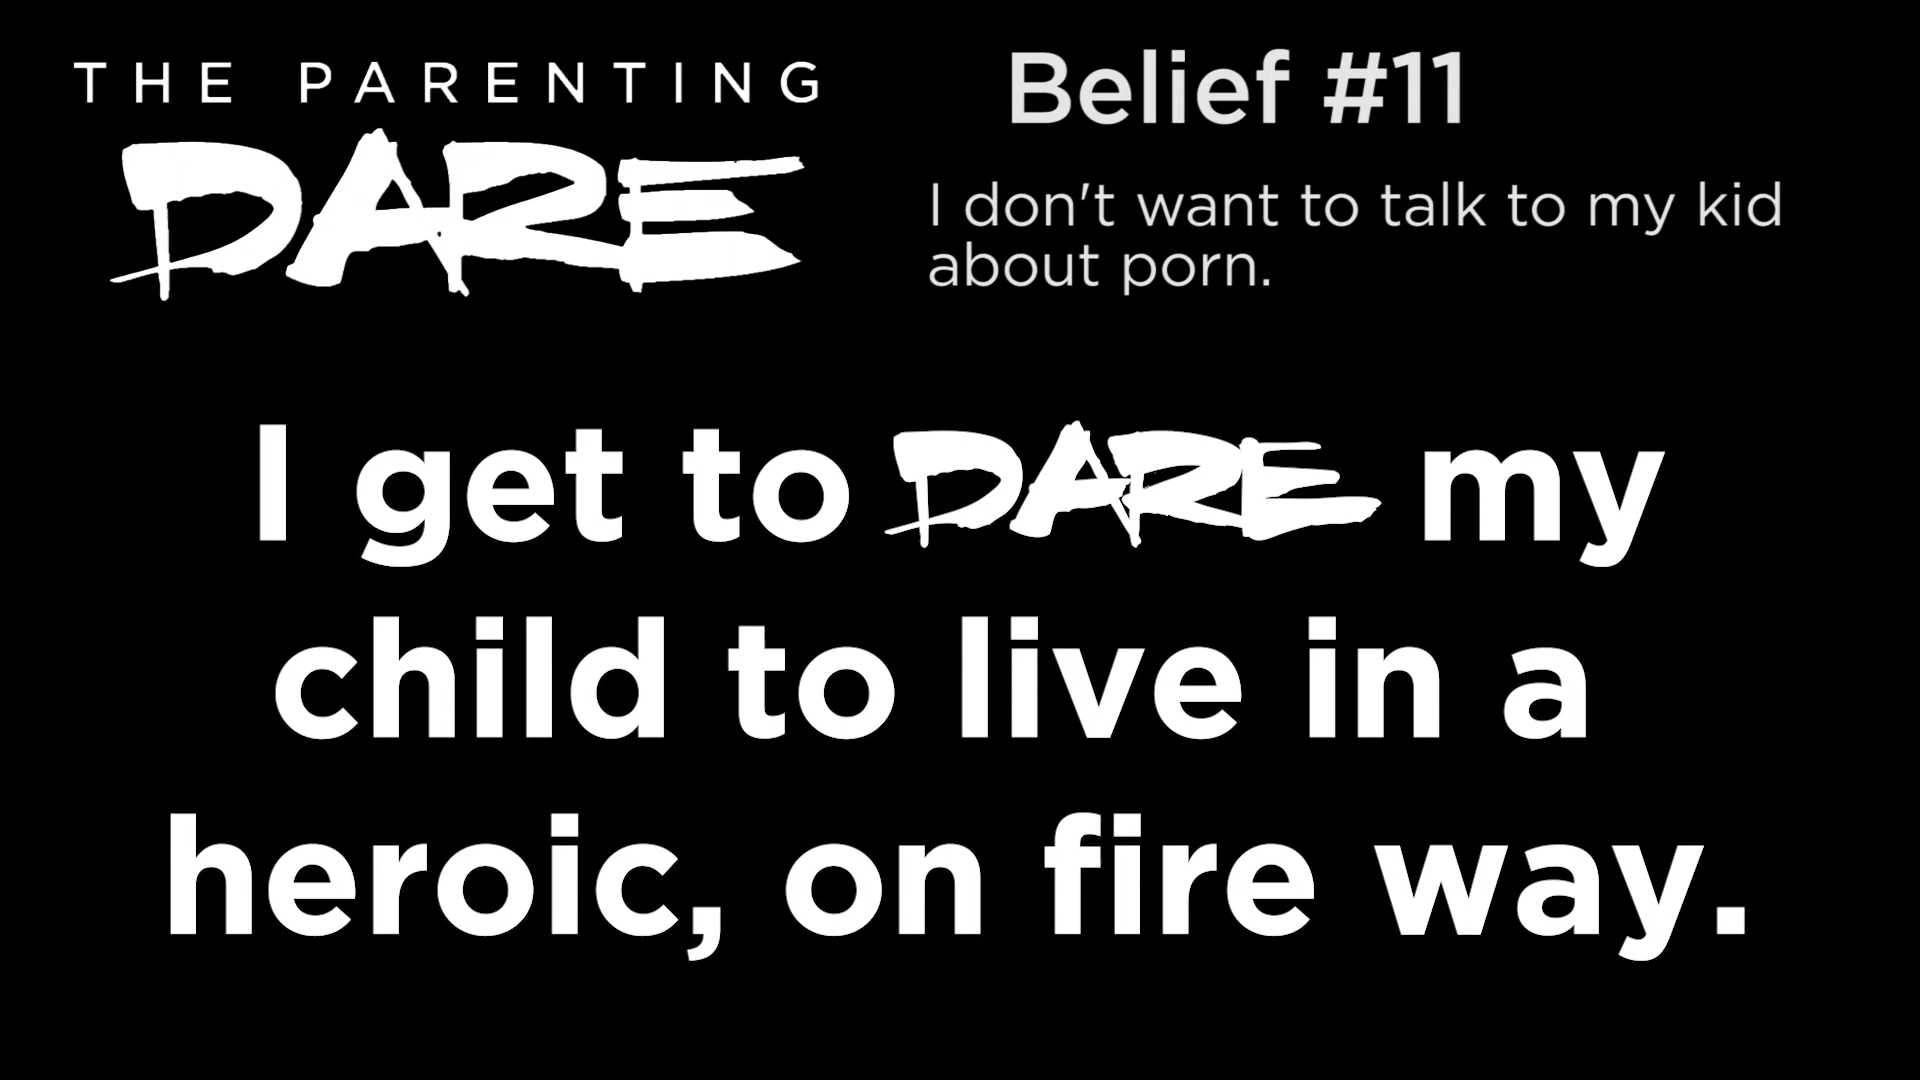 THE PARENTING
DARE
Belief #11
I don't want to talk to my kid
about porn.
I get to DARE my
child to live in a
heroic, on fire way.